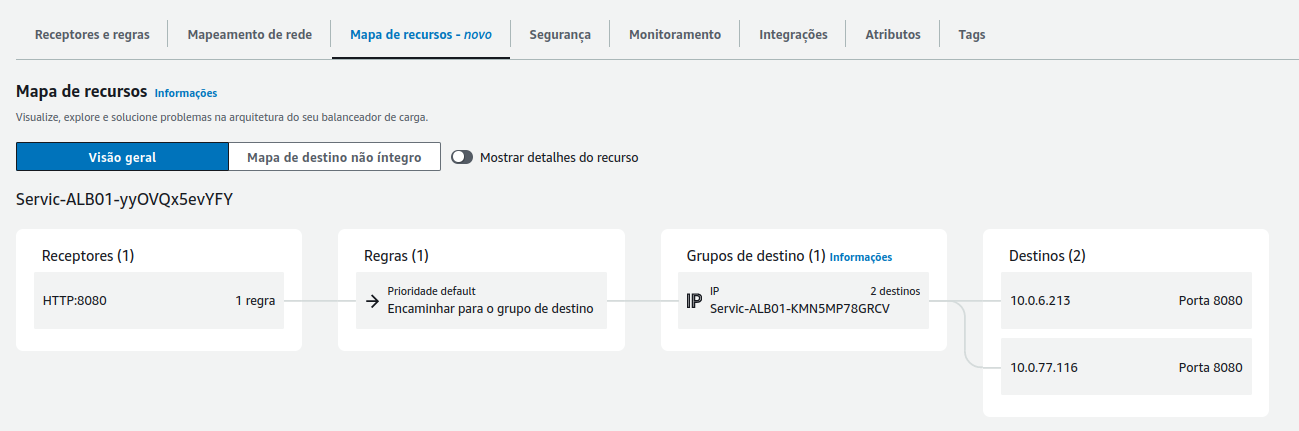 Receptores e regras
Mapeamento de rede
Mapa de recursos - novo
Segurança
Monitoramento
Integrações
Atributos
Tags
Mapa de recursos Informações
Visualize, explore e solucione problemas na arquitetura do seu balanceador de carga.
Visão geral
Mapa de destino não íntegro
Mostrar detalhes do recurso
Servic-ALB01-yyOVQx5evYFY
Receptores (1)
HTTP:8080 1 regra
Regras (1)
Prioridade default
Encaminhar para o grupo de destino
Grupos de destino (1) Informações
IP IP 2 destinos
Servic-ALB01-KMN5MP78GRCV
Destinos (2)
10.0.6.213 Porta 8080
10.0.77.116 Porta 8080